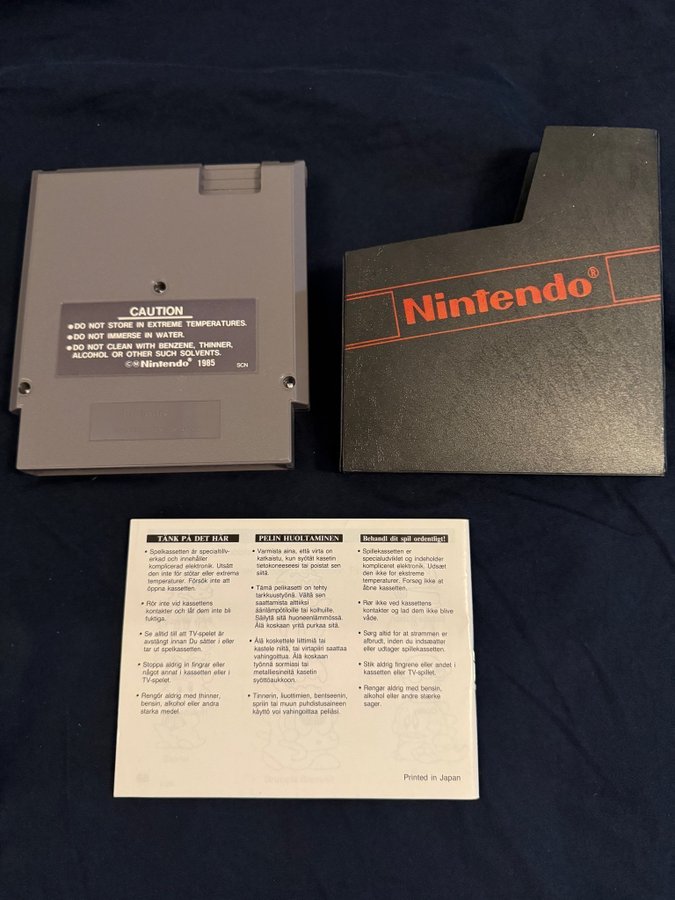 CAUTION
●DO NOT STORE IN EXTREME TEMPERATURES.
●DO NOT IMMERSE IN WATER.
●DO NOT CLEAN WITH BENZENE, THINNER,
ALCOHOL OR OTHER SUCH SOLVENTS.
©Ⓜ Nintendo® 1985 SCN
Nintendo®
TÄNK PÅ DET HÄR
• Spelkassetten är specialtillv-
erkad och innehåller
komplicerad elektronik. Utsätt
den inte för stötar eller extrema
temperaturer. Försök inte att
öppna kassetten.
• Rör inte vid kassettens
kontakter och låt dem inte bli
fuktiga.
• Se alltid till att TV-spelet är
avstängt innan Du sätter i eller
tar ut spelkassetten.
• Stoppa aldrig in fingrar eller
något annat i kassetten eller i
TV-spelet.
• Rengör aldrig med thinner,
bensin, alkohol eller andra
starka medel.
PELIN HUOLTAMINEN
• Varmista aina, että virta on
katkaistu, kun syötät kasetin
tietokoneeseesi tai poistat sen
siitä.
• Tämä pelikasetti on tehty
tarkkuustyönä. Vältä sen
saattamista alttiiksi
äärilämpötiloille tai kolhuille.
Säilytä sitä huoneenlämmössä.
Älä koskaan yritä purkaa sitä.
• Älä koskettele liittimiä tai
kastele niitä, tai virtapiiri saattaa
vahingoittua. Älä koskaan
työnnä sormiasi tai
metalliesineitä kasetin
syöttöaukkoon.
• Tinnerin, liuottimien, bentseenin,
spriin tai muun puhdistusaineen
käyttö voi vahingoittaa peliäsi.
Behandl dit spil ordentligt!
• Spillekassetten er
specialudviklet og indeholder
kompliceret elektronik. Udsæt
den ikke for ekstreme
temperaturer. Forsøg ikke at
åbne kassetten.
• Rør ikke ved kassettens
kontakter og lad dem ikke blive
våde.
• Sørg altid for at strømmen er
afbrudt, inden du indsætter
eller udtager spillekassetten.
• Stik aldrig fingrene eller andet i
kassetten eller TV-spillet.
• Rengør aldrig med bensin,
alkohol eller andre stærke
sager.
Printed in Japan